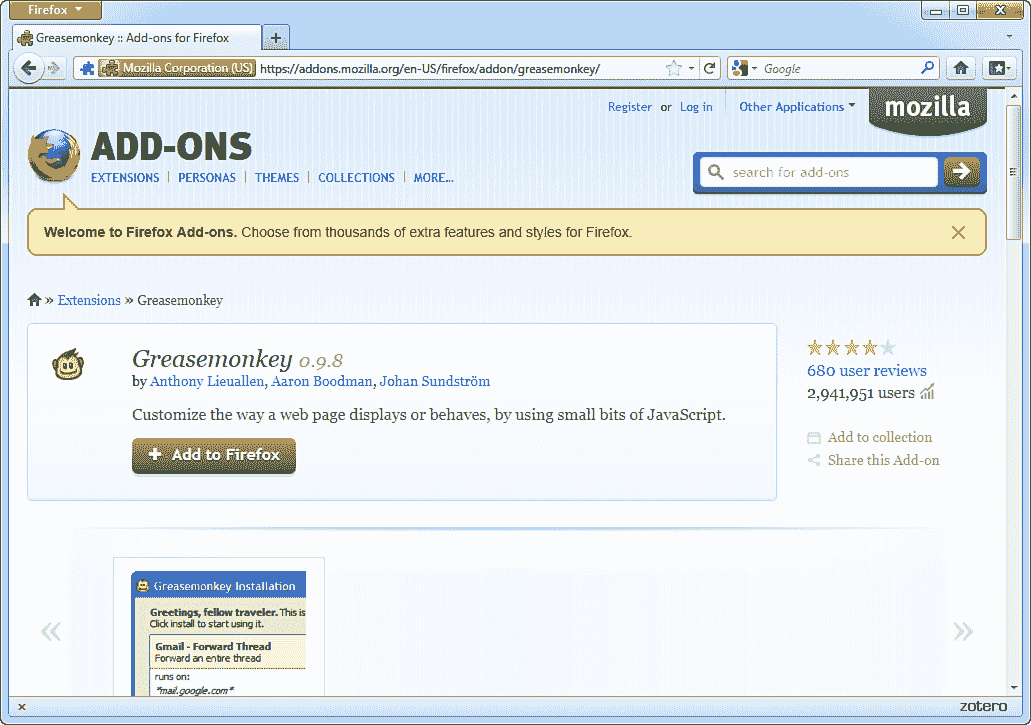 Firefox
Greasemonkey :: Add-ons for Firefox
Mozilla Corporation (US) https://addons.mozilla.org/en-US/firefox/addon/greasemonkey/ Google
Register or Log in Other Applications mozilla
ADD-ONS
EXTENSIONS PERSONAS THEMES COLLECTIONS MORE...
search for add-ons
Welcome to Firefox Add-ons. Choose from thousands of extra features and styles for Firefox.
» Extensions » Greasemonkey
Greasemonkey 0.9.8
by Anthony Lieuallen, Aaron Boodman, Johan Sundström
Customize the way a web page displays or behaves, by using small bits of JavaScript.
+ Add to Firefox
680 user reviews
2,941,951 users
Add to collection
Share this Add-on
Greasemonkey Installation
Greetings, fellow traveler. This is
Click install to start using it.
Gmail - Forward Thread
Forward an entire thread
runs on:
*mail.google.com*
« »
x zotero